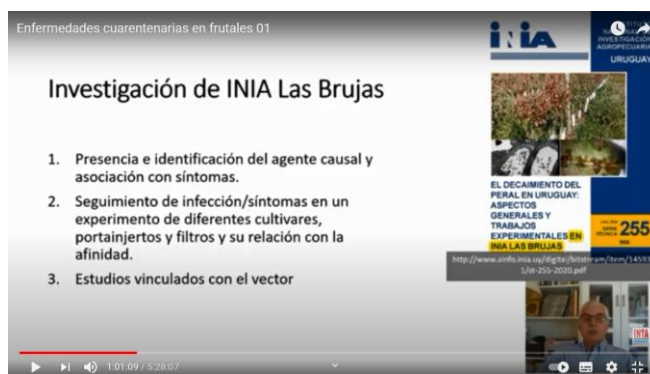 Enfermedades cuarentenarias en frutales 01
inia
INVESTIGACIÓN
AGROPECUARIA
URUGUAY
Investigación de INIA Las Brujas
1. Presencia e identificación del agente causal y
asociación con síntomas.
2. Seguimiento de infección/síntomas en un
experimento de diferentes cultivares,
portainjertos y filtros y su relación con la
afinidad.
3. Estudios vinculados con el vector
EL DECAIMIENTO DEL
PERAL EN URUGUAY:
ASPECTOS
GENERALES Y
TRABAJOS
EXPERIMENTALES EN
INIA LAS BRUJAS
255
INIA
http://www.ainfo.inia.uy/digital/bitstream/item/14593/
1/st-255-2020.pdf
INTA
1:01:09 / 5:28:07